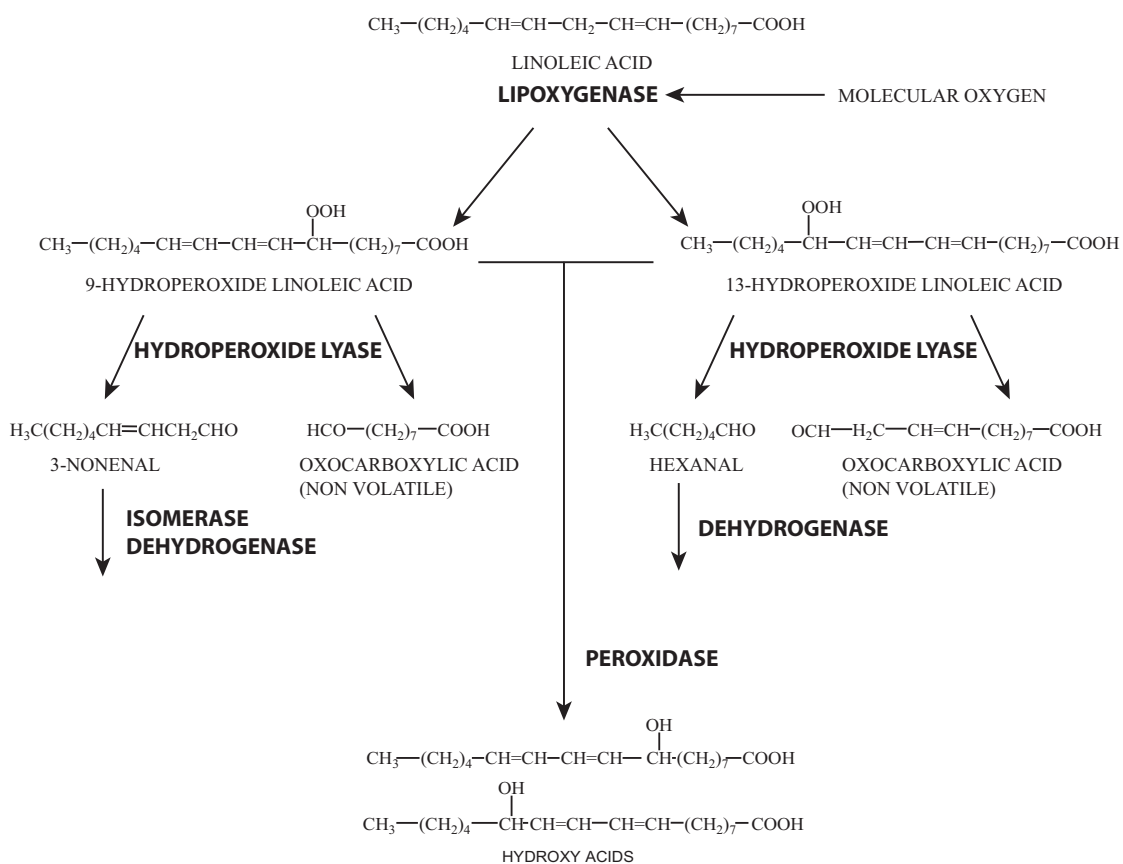 CH₃—(CH₂)₄—CH=CH—CH₂—CH=CH—(CH₂)₇—COOH
LINOLEIC ACID
LIPOXYGENASE
MOLECULAR OXYGEN
OOH
CH₃—(CH₂)₄—CH=CH—CH=CH—CH—(CH₂)₇—COOH
9-HYDROPEROXIDE LINOLEIC ACID
OOH
CH₃—(CH₂)₄—CH—CH=CH—CH=CH—(CH₂)₇—COOH
13-HYDROPEROXIDE LINOLEIC ACID
HYDROPEROXIDE LYASE
HYDROPEROXIDE LYASE
H₃C(CH₂)₄CH=CHCH₂CHO
3-NONENAL
HCO—(CH₂)₇—COOH
OXOCARBOXYLIC ACID
(NON VOLATILE)
H₃C(CH₂)₄CHO
HEXANAL
OCH—H₂C—CH=CH—(CH₂)₇—COOH
OXOCARBOXYLIC ACID
(NON VOLATILE)
ISOMERASE
DEHYDROGENASE
DEHYDROGENASE
PEROXIDASE
OH
CH₃—(CH₂)₄—CH=CH—CH=CH—CH-(CH₂)₇—COOH
OH
CH₃—(CH₂)₄—CH-CH=CH—CH=CH—(CH₂)₇—COOH
HYDROXY ACIDS